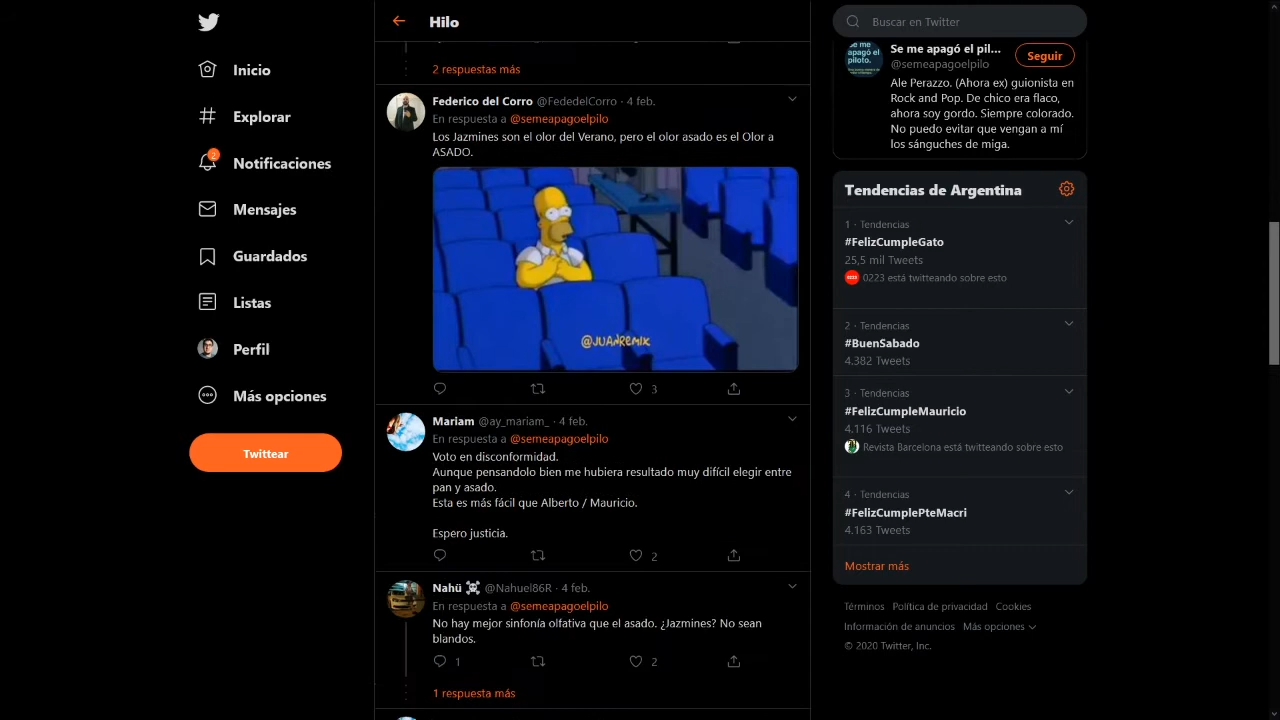 Inicio
Explorar
2
Notificaciones
Mensajes
Guardados
Listas
Perfil
Más opciones
Twittear
Hilo
2 respuestas más
Federico del Corro @FededelCorro · 4 feb.
En respuesta a @semeapagoelpilo
Los Jazmines son el olor del Verano, pero el olor asado es el Olor a
ASADO.
@JUANREMIX
3
Mariam @ay_mariam_ · 4 feb.
En respuesta a @semeapagoelpilo
Voto en disconformidad.
Aunque pensandolo bien me hubiera resultado muy difícil elegir entre
pan y asado.
Esta es más fácil que Alberto / Mauricio.
Espero justicia.
2
Nahü ☠️ @Nahuel86R · 4 feb.
En respuesta a @semeapagoelpilo
No hay mejor sinfonía olfativa que el asado. ¿Jazmines? No sean
blandos.
1 2
1 respuesta más
Buscar en Twitter
Se me apagó el piloto.
Se me apagó el pil...
@semeapagoelpilo
Seguir
Ale Perazzo. (Ahora ex) guionista en
Rock and Pop. De chico era flaco,
ahora soy gordo. Siempre colorado.
No puedo evitar que vengan a mí
los sánguches de miga.
Tendencias de Argentina
1 · Tendencias
#FelizCumpleGato
25,5 mil Tweets
0223 está twitteando sobre esto
2 · Tendencias
#BuenSabado
4.382 Tweets
3 · Tendencias
#FelizCumpleMauricio
4.116 Tweets
Revista Barcelona está twitteando sobre esto
4 · Tendencias
#FelizCumplePteMacri
4.163 Tweets
Mostrar más
Términos Política de privacidad Cookies
Información de anuncios Más opciones
© 2020 Twitter, Inc.